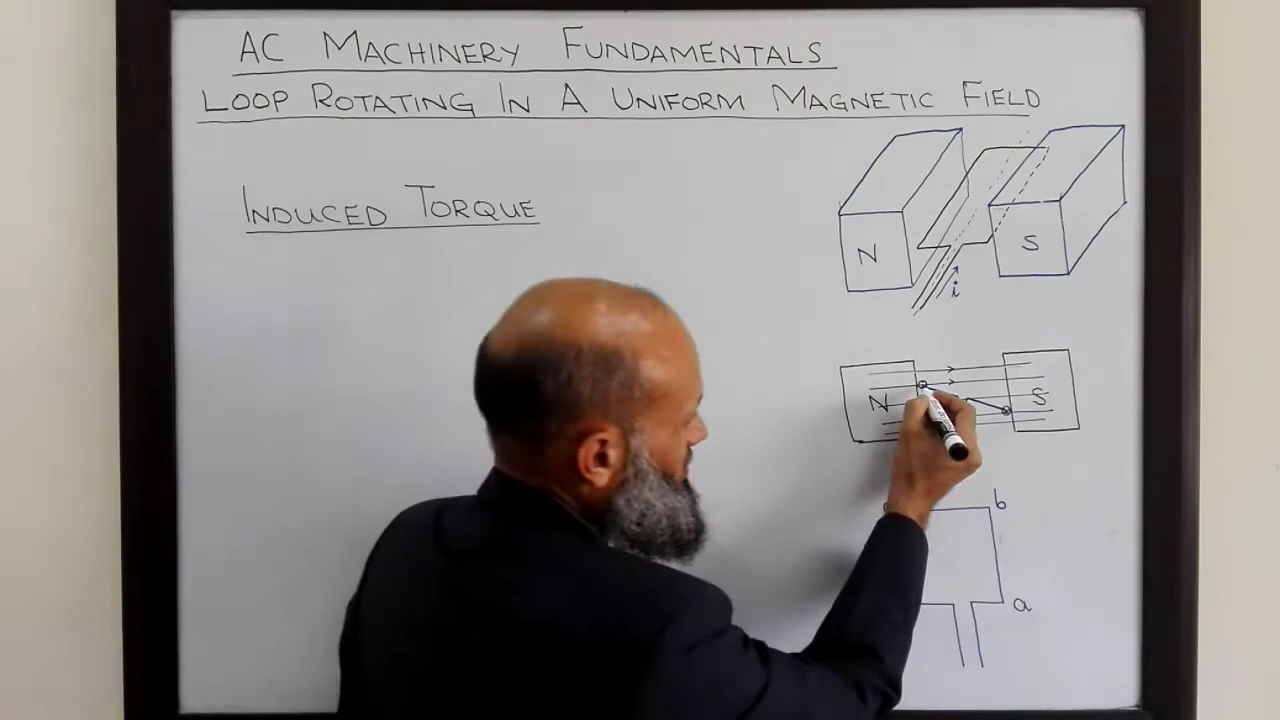 AC MACHINERY FUNDAMENTALS
LOOP ROTATING IN A UNIFORM MAGNETIC FIELD
INDUCED TORQUE
N S
i
N S
b
a